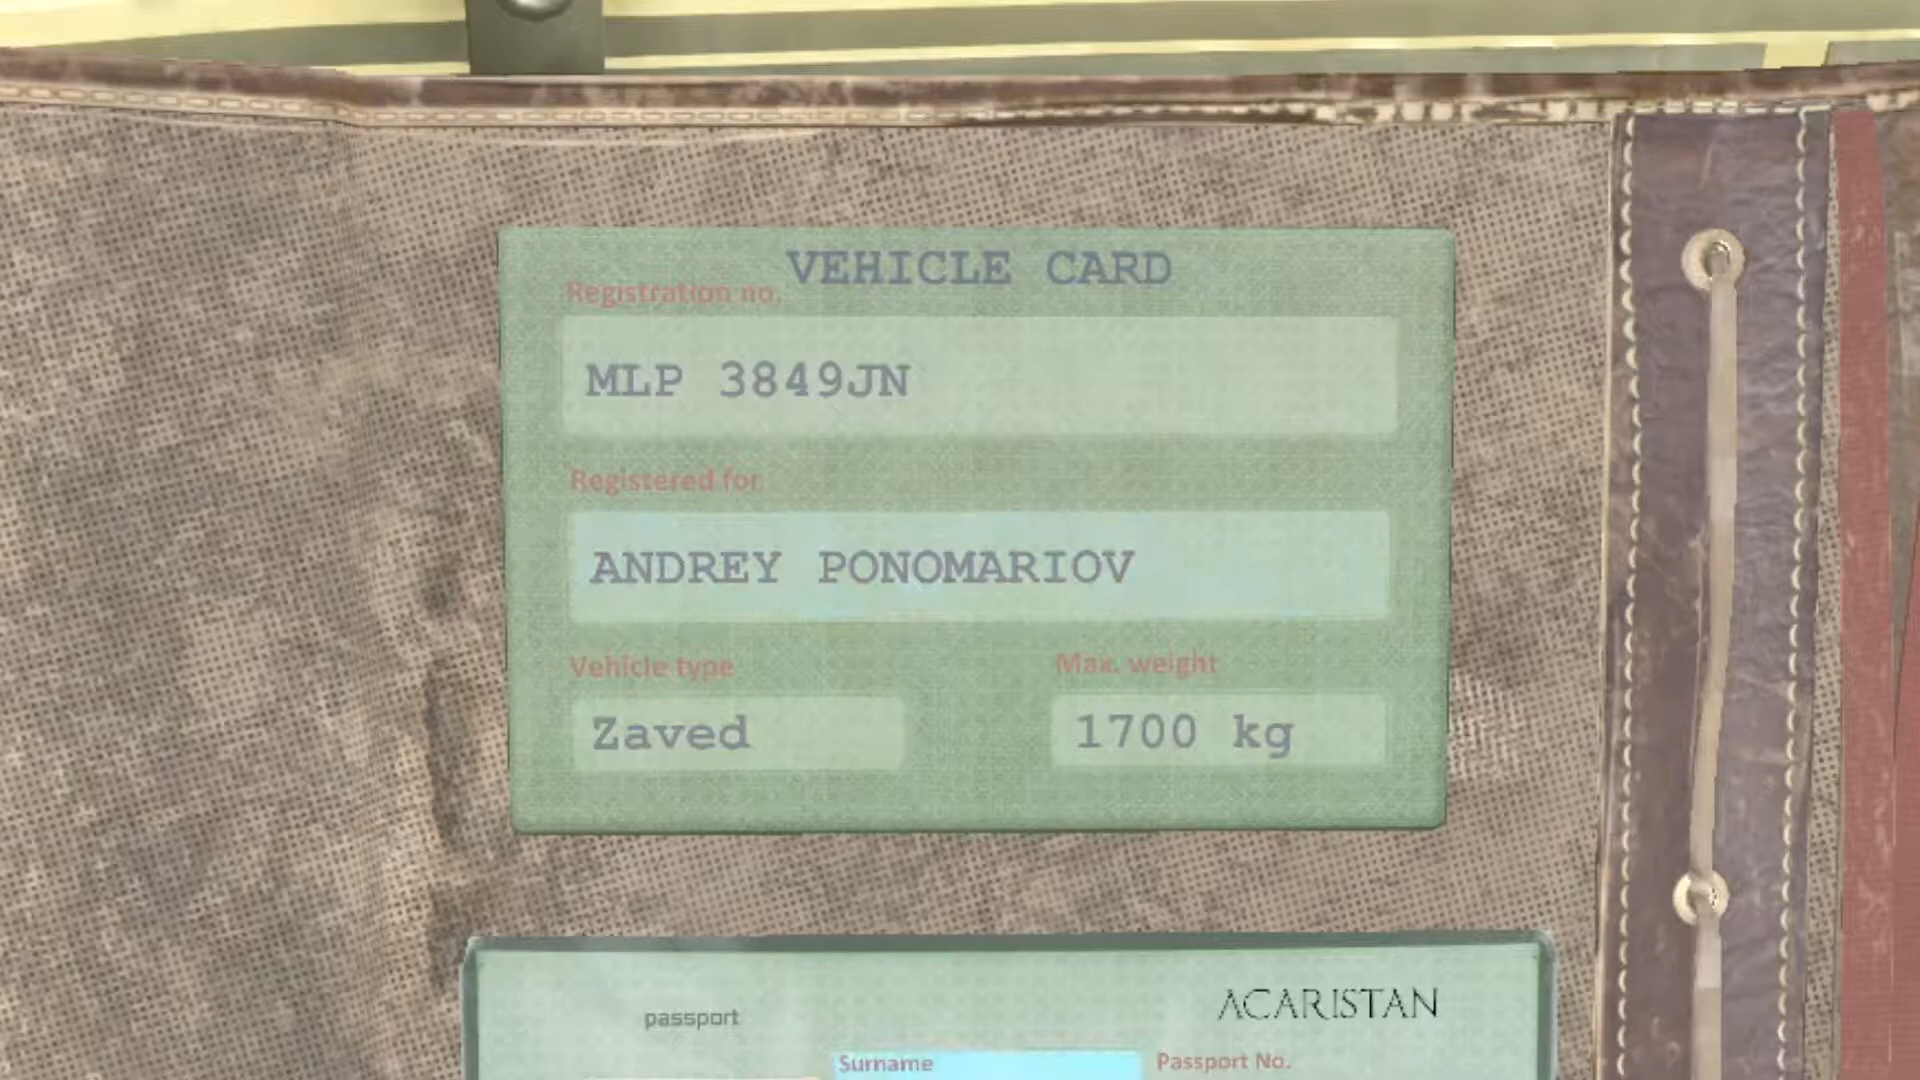 VEHICLE CARD
Registration no.
MLP 3849JN
Registered for
ANDREY PONOMARIOV
Vehicle type
Max. weight
Zaved
1700 kg
passport
ACARISTAN
Surname
Passport No.